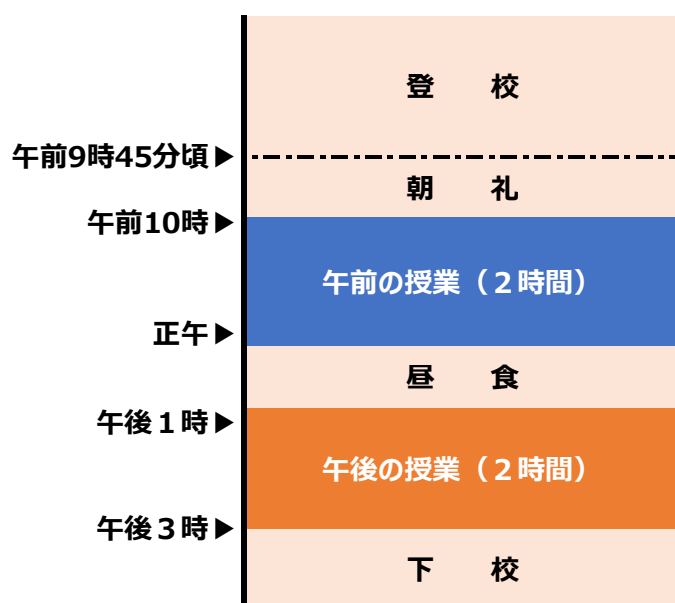 登　校
午前9時45分頃▶
朝　礼
午前10時▶
午前の授業（２時間）
正午▶
昼　食
午後１時▶
午後の授業（２時間）
午後３時▶
下　校